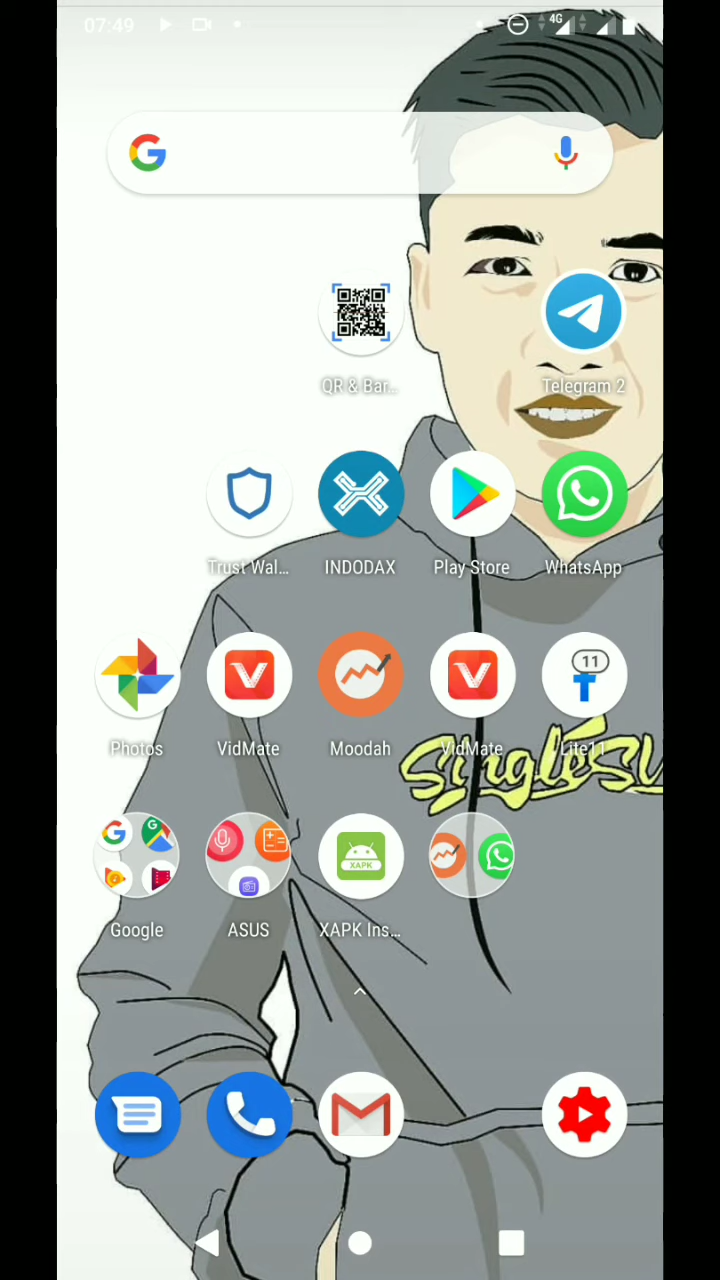 07:49
4G
QR & Bar...
Telegram 2
Trust Wal...
INDODAX
Play Store
WhatsApp
11
Photos
VidMate
Moodah
VidMate
Lite11
XAPK
Google
ASUS
XAPK Ins...